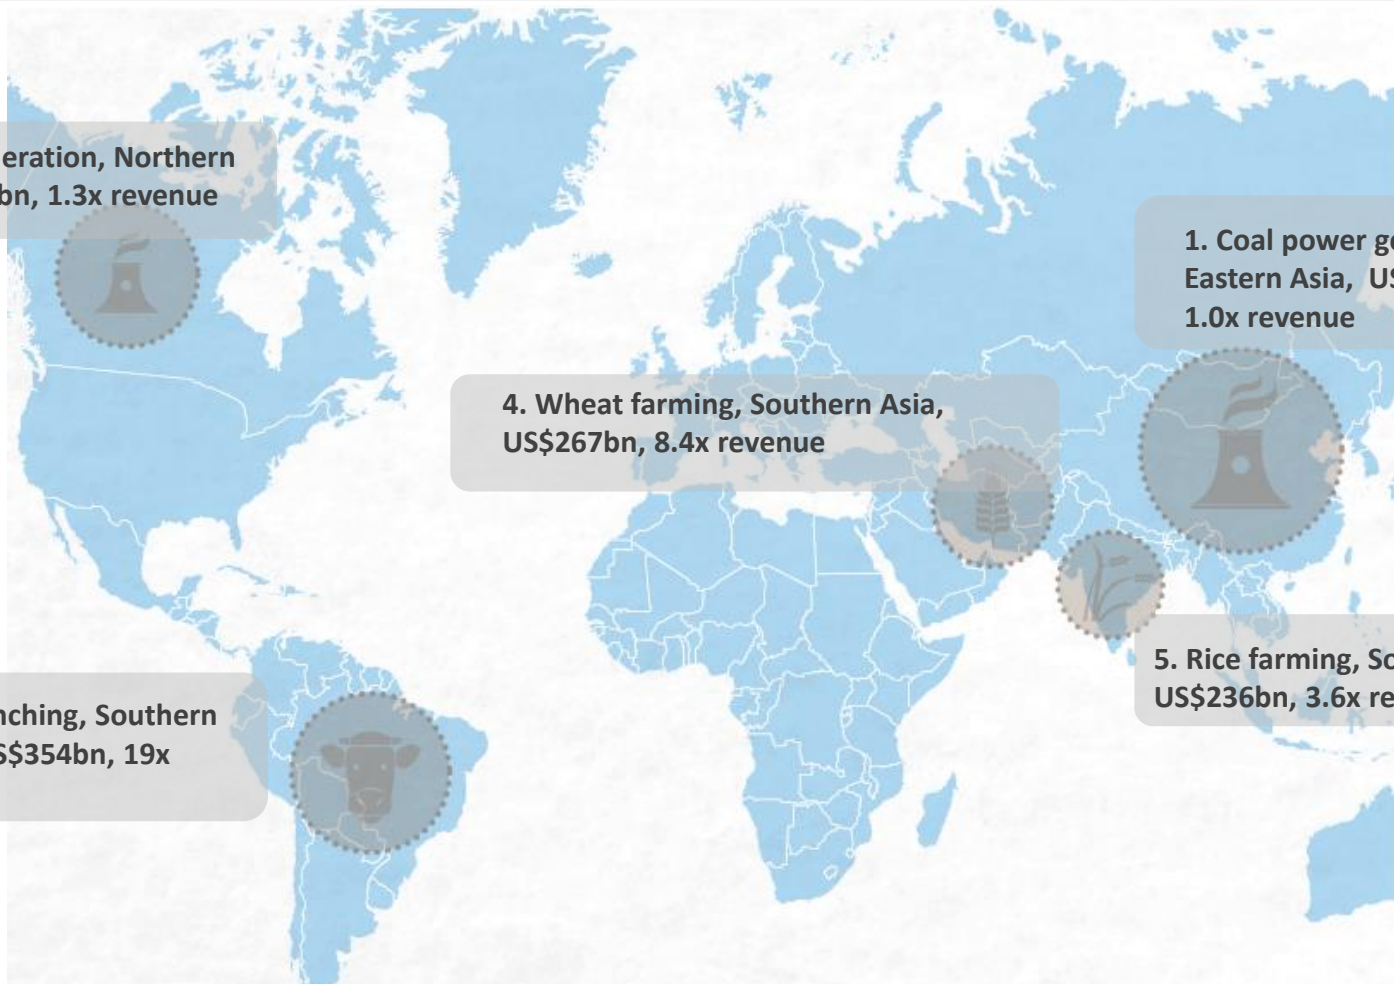 eration, Northern
bn, 1.3x revenue
1. Coal power ge
Eastern Asia, US
1.0x revenue
4. Wheat farming, Southern Asia,
US$267bn, 8.4x revenue
5. Rice farming, So
US$236bn, 3.6x re
nching, Southern
S$354bn, 19x